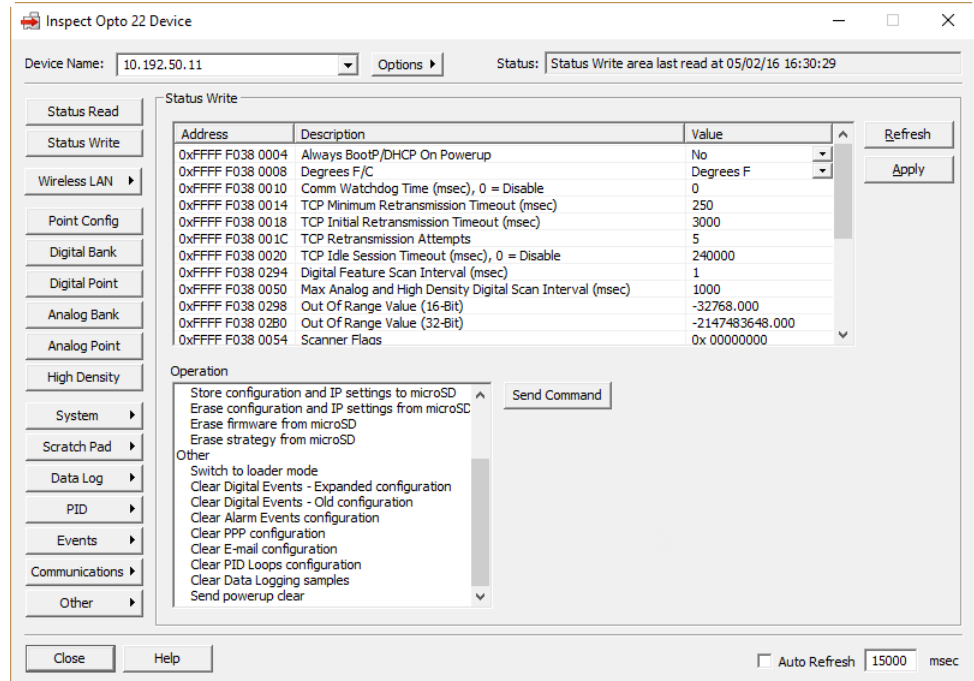 Inspect Opto 22 Device
Device Name: 10.192.50.11 Options Status: Status Write area last read at 05/02/16 16:30:29
Status Read
Status Write
Wireless LAN
Point Config
Digital Bank
Digital Point
Analog Bank
Analog Point
High Density
System
Scratch Pad
Data Log
PID
Events
Communications
Other
Status Write
Address Description Value
0xFFFF F038 0004 Always BootP/DHCP On Powerup No
0xFFFF F038 0008 Degrees F/C Degrees F
0xFFFF F038 0010 Comm Watchdog Time (msec), 0 = Disable 0
0xFFFF F038 0014 TCP Minimum Retransmission Timeout (msec) 250
0xFFFF F038 0018 TCP Initial Retransmission Timeout (msec) 3000
0xFFFF F038 001C TCP Retransmission Attempts 5
0xFFFF F038 0020 TCP Idle Session Timeout (msec), 0 = Disable 240000
0xFFFF F038 0294 Digital Feature Scan Interval (msec) 1
0xFFFF F038 0050 Max Analog and High Density Digital Scan Interval (msec) 1000
0xFFFF F038 0298 Out Of Range Value (16-Bit) -32768.000
0xFFFF F038 02B0 Out Of Range Value (32-Bit) -2147483648.000
0xFFFF F038 0054 Scanner Flags 0x 00000000
Refresh
Apply
Operation
Store configuration and IP settings to microSD
Erase configuration and IP settings from microSD
Erase firmware from microSD
Erase strategy from microSD
Other
Switch to loader mode
Clear Digital Events - Expanded configuration
Clear Digital Events - Old configuration
Clear Alarm Events configuration
Clear PPP configuration
Clear E-mail configuration
Clear PID Loops configuration
Clear Data Logging samples
Send powerup clear
Send Command
Close Help Auto Refresh 15000 msec